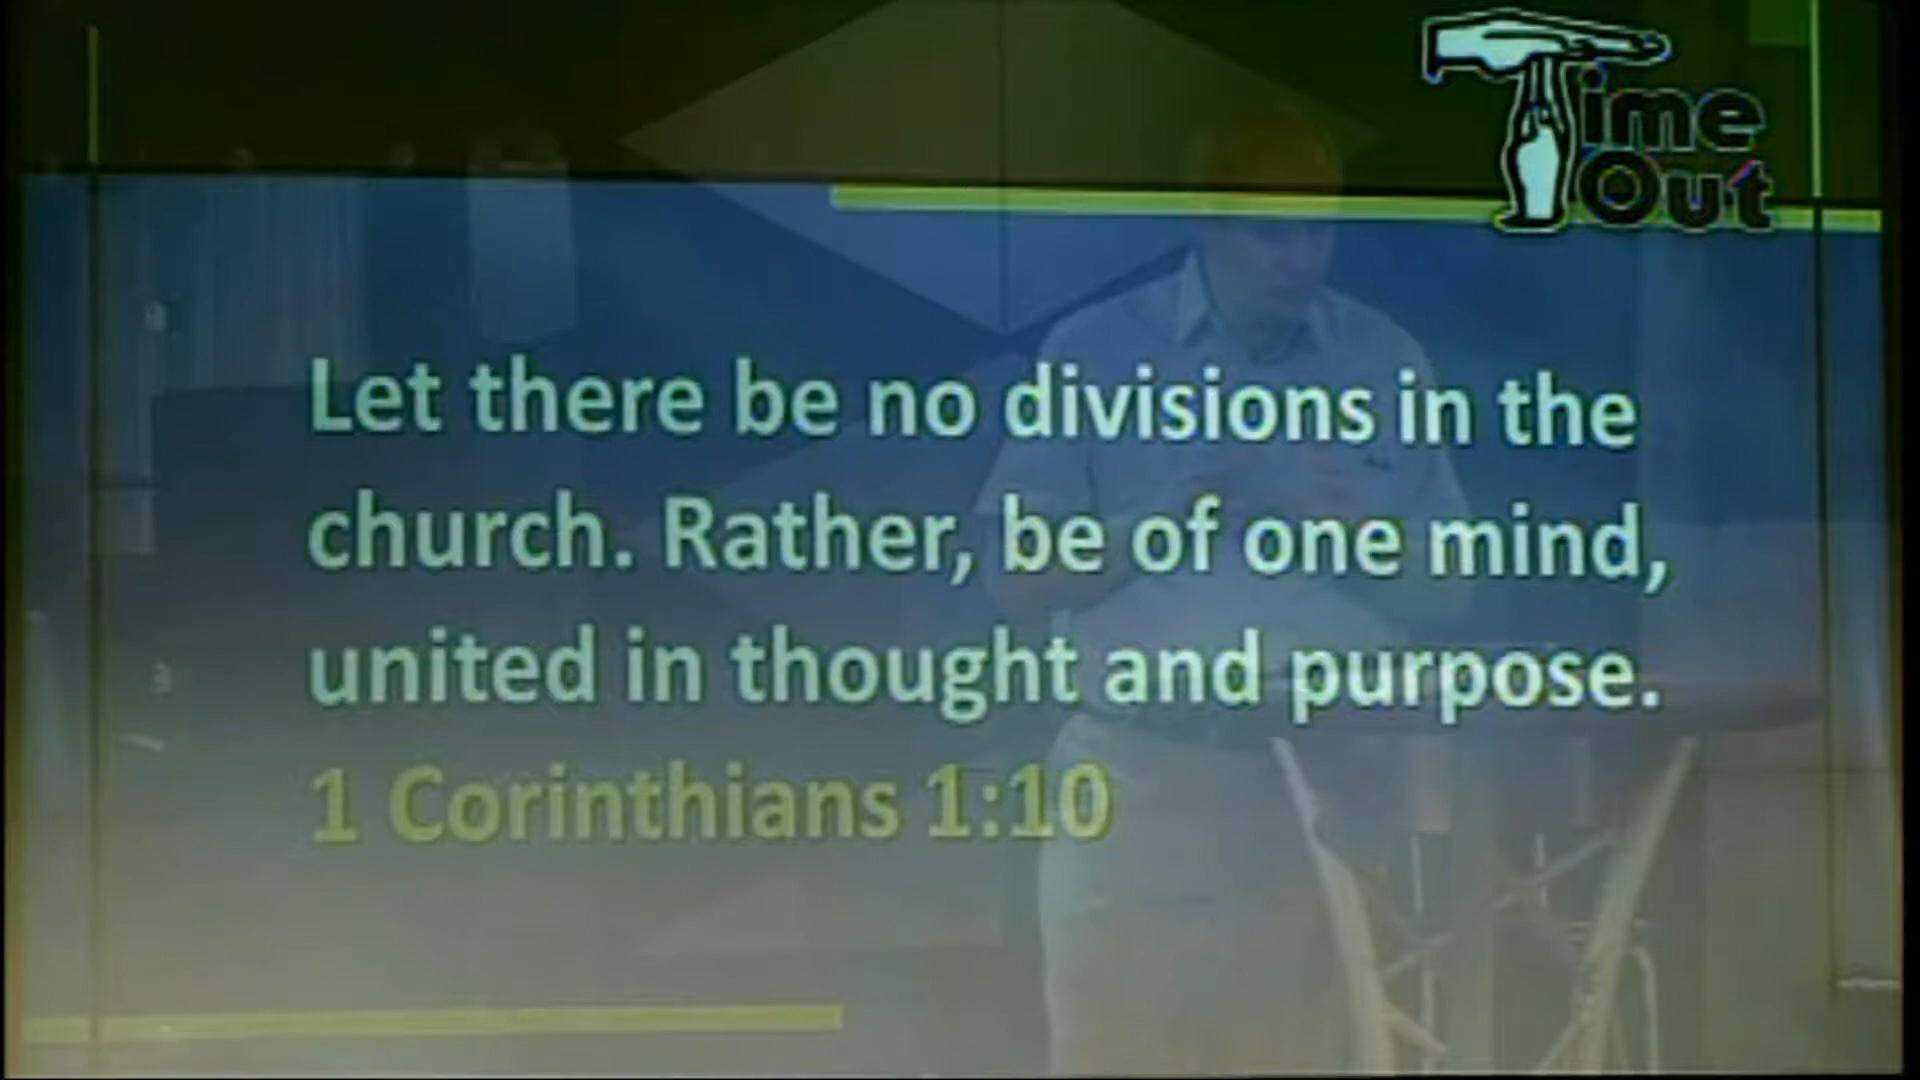 Time
Out
Let there be no divisions in the
church. Rather, be of one mind,
united in thought and purpose.
1 Corinthians 1:10